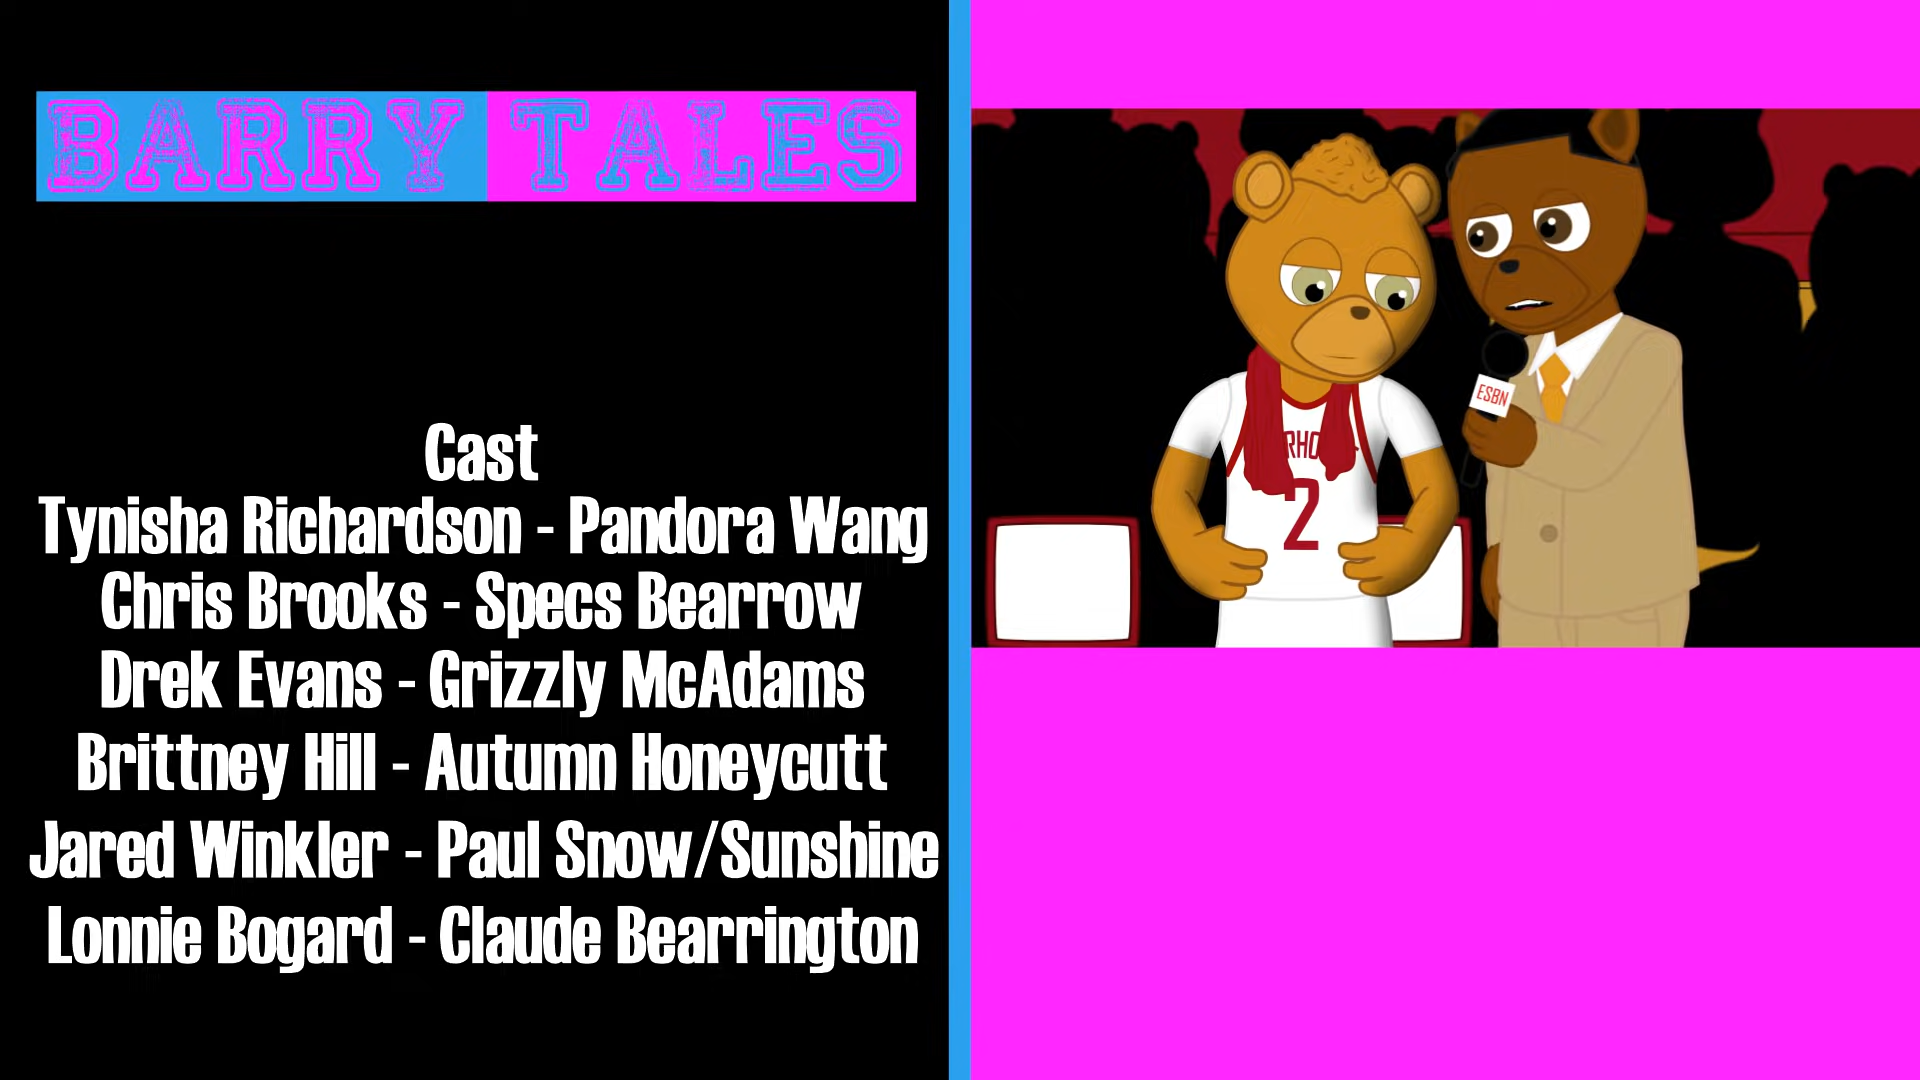 BARRY TALES
Cast
Tynisha Richardson - Pandora Wang
Chris Brooks - Specs Bearrow
Drek Evans - Grizzly McAdams
Brittney Hill - Autumn Honeycutt
Jared Winkler - Paul Snow/Sunshine
Lonnie Bogard - Claude Bearrington
ESBN
2